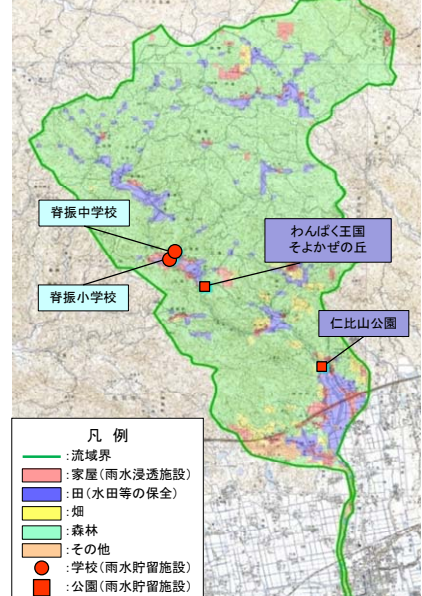 脊振中学校
わんぱく王国
そよかぜの丘
脊振小学校
仁比山公園
凡 例
:流域界
:家屋(雨水浸透施設)
:田(水田等の保全)
:畑
:森林
:その他
:学校(雨水貯留施設)
:公園(雨水貯留施設)